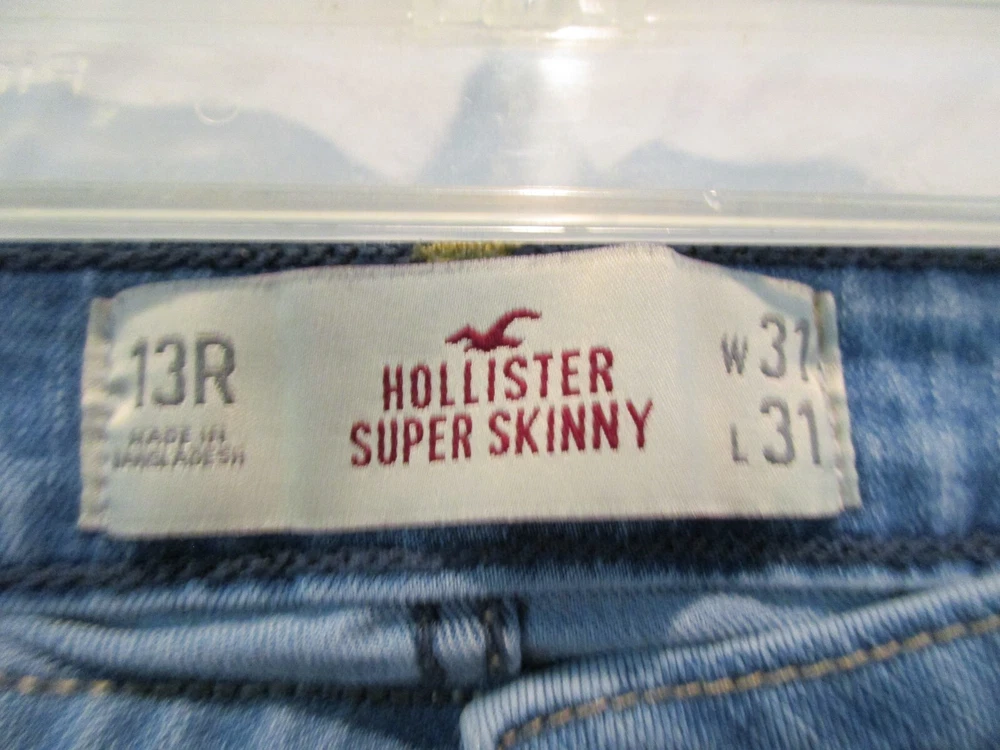 13R
MADE IN
BANGLADESH
HOLLISTER
SUPER SKINNY
W 31
L 31